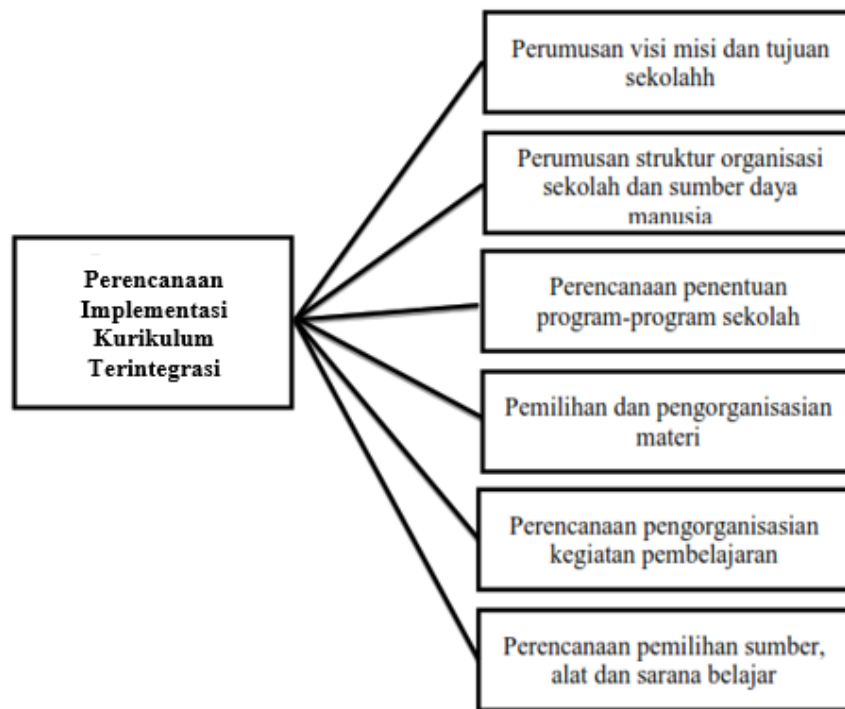 Perencanaan
Implementasi
Kurikulum
Terintegrasi
Perumusan visi misi dan tujuan
sekolahh
Perumusan struktur organisasi
sekolah dan sumber daya
manusia
Perencanaan penentuan
program-program sekolah
Pemilihan dan pengorganisasian
materi
Perencanaan pengorganisasian
kegiatan pembelajaran
Perencanaan pemilihan sumber,
alat dan sarana belajar